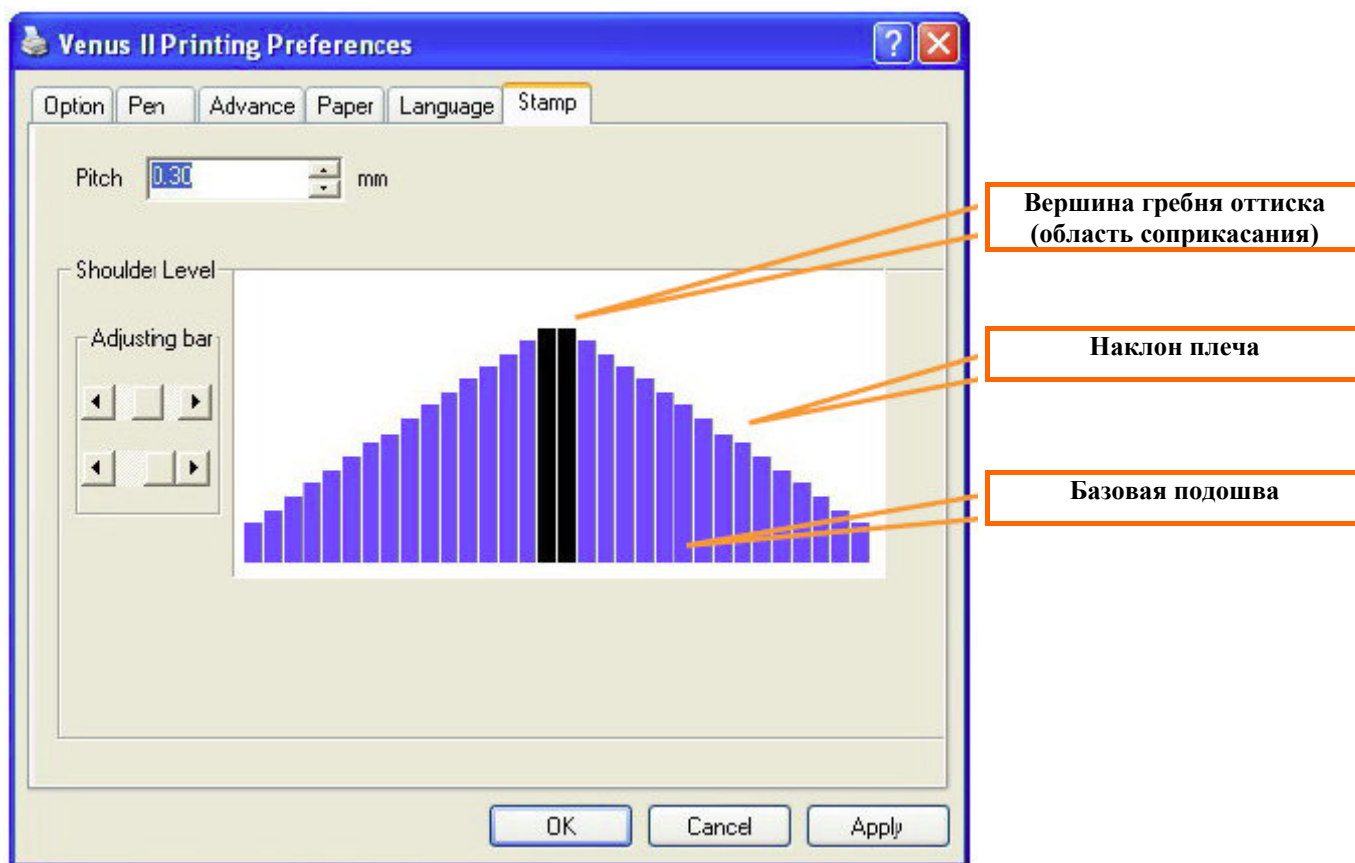 Venus II Printing Preferences
Option Pen Advance Paper Language Stamp
Pitch 0.30 mm
Вершина гребня оттиска
(область соприкасания)
Shoulder Level
Adjusting bar
Наклон плеча
Базовая подошва
OK Cancel Apply